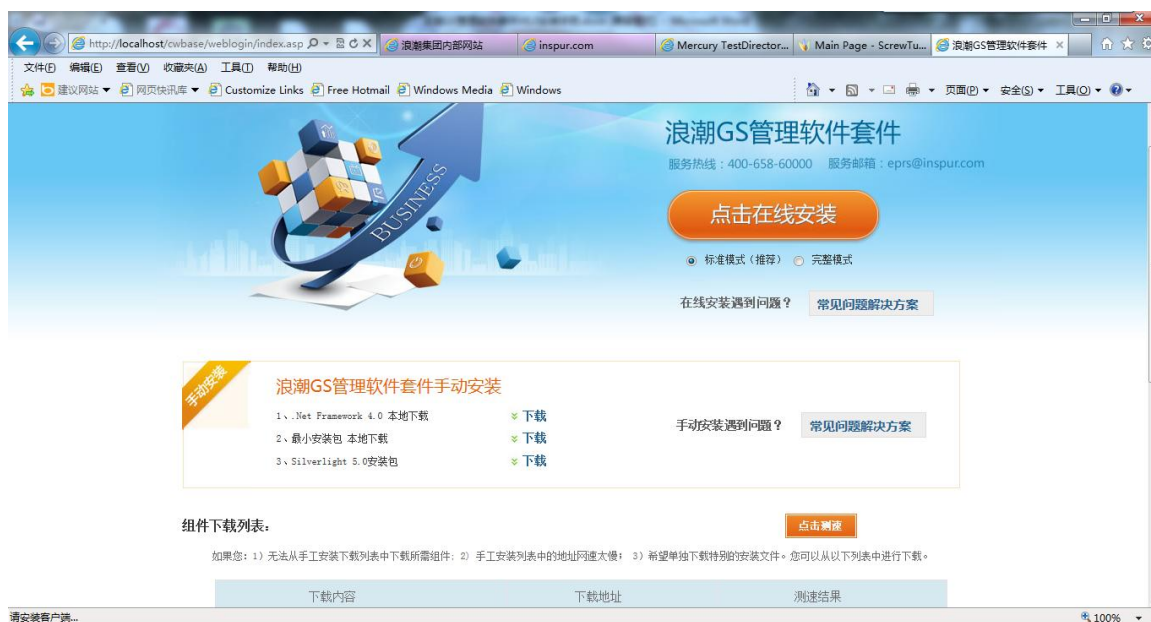 http://localhost/cwbase/weblogin/index.asp
浪潮集团内部网站
inspur.com
Mercury TestDirector...
Main Page - ScrewTu...
浪潮GS管理软件套件
文件(F) 编辑(E) 查看(V) 收藏夹(A) 工具(T) 帮助(H)
建议网站 网页快讯库 Customize Links Free Hotmail Windows Media Windows
页面(P) 安全(S) 工具(O)
浪潮GS管理软件套件
服务热线：400-658-60000 服务邮箱：eprs@inspur.com
BUSINESS
点击在线安装
标准模式（推荐） 完整模式
在线安装遇到问题？ 常见问题解决方案
手动安装
浪潮GS管理软件套件手动安装
1、.Net Framework 4.0 本地下载 下载
2、最小安装包 本地下载 下载
3、Silverlight 5.0安装包 下载
手动安装遇到问题？ 常见问题解决方案
组件下载列表：
点击测速
如果您：1）无法从手工安装下载列表中下载所需组件；2）手工安装列表中的地址网速太慢；3）希望单独下载特别的安装文件。您可以从以下列表中进行下载。
下载内容 下载地址 测速结果
请安装客户端...
100%